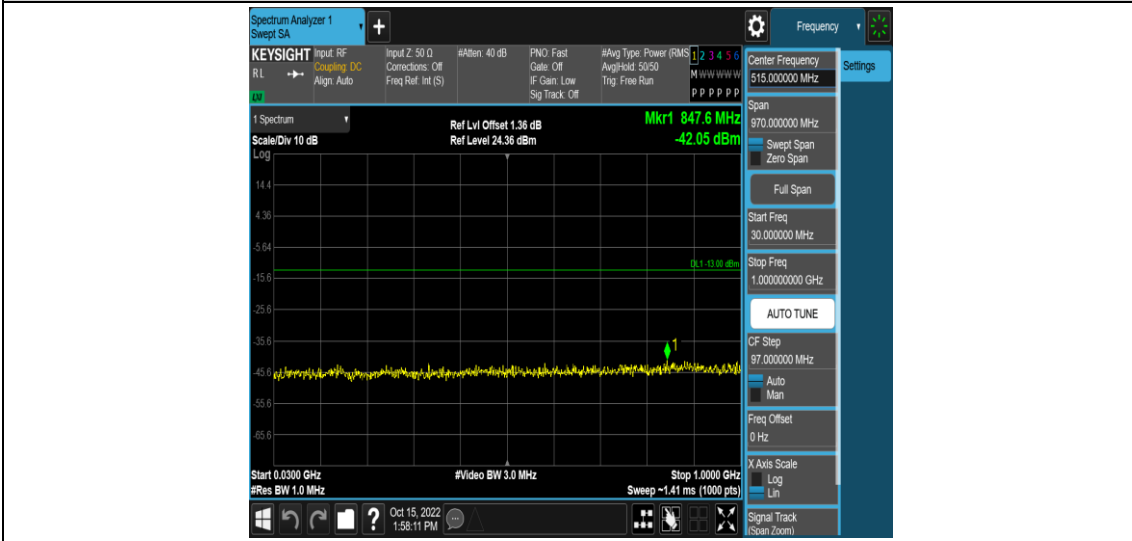 Spectrum Analyzer 1
Swept SA
+
Frequency
KEYSIGHT
RL
Input: RF
Coupling: DC
Align: Auto
Input Z: 50 Ω
Corrections: Off
Freq Ref: Int (S)
#Atten: 40 dB
PNO: Fast
Gate: Off
IF Gain: Low
Sig Track: Off
#Avg Type: Power (RMS
Avg|Hold: 50/50
Trig: Free Run
1 2 3 4 5 6
M W W W W W
P P P P P P
1 Spectrum
Scale/Div 10 dB
Log
Ref Lvl Offset 1.36 dB
Ref Level 24.36 dBm
Mkr1 847.6 MHz
-42.05 dBm
14.4
4.36
-5.64
DL1 -13.00 dBm
-15.6
-25.6
-35.6
1
-45.6
-55.6
-65.6
Start 0.0300 GHz
#Res BW 1.0 MHz
#Video BW 3.0 MHz
Stop 1.0000 GHz
Sweep ~1.41 ms (1000 pts)
Oct 15, 2022
1:58:11 PM
?
Settings
Center Frequency
515.000000 MHz
Span
970.000000 MHz
Swept Span
Zero Span
Full Span
Start Freq
30.000000 MHz
Stop Freq
1.000000000 GHz
AUTO TUNE
CF Step
97.000000 MHz
Auto
Man
Freq Offset
0 Hz
X Axis Scale
Log
Lin
Signal Track
(Span Zoom)